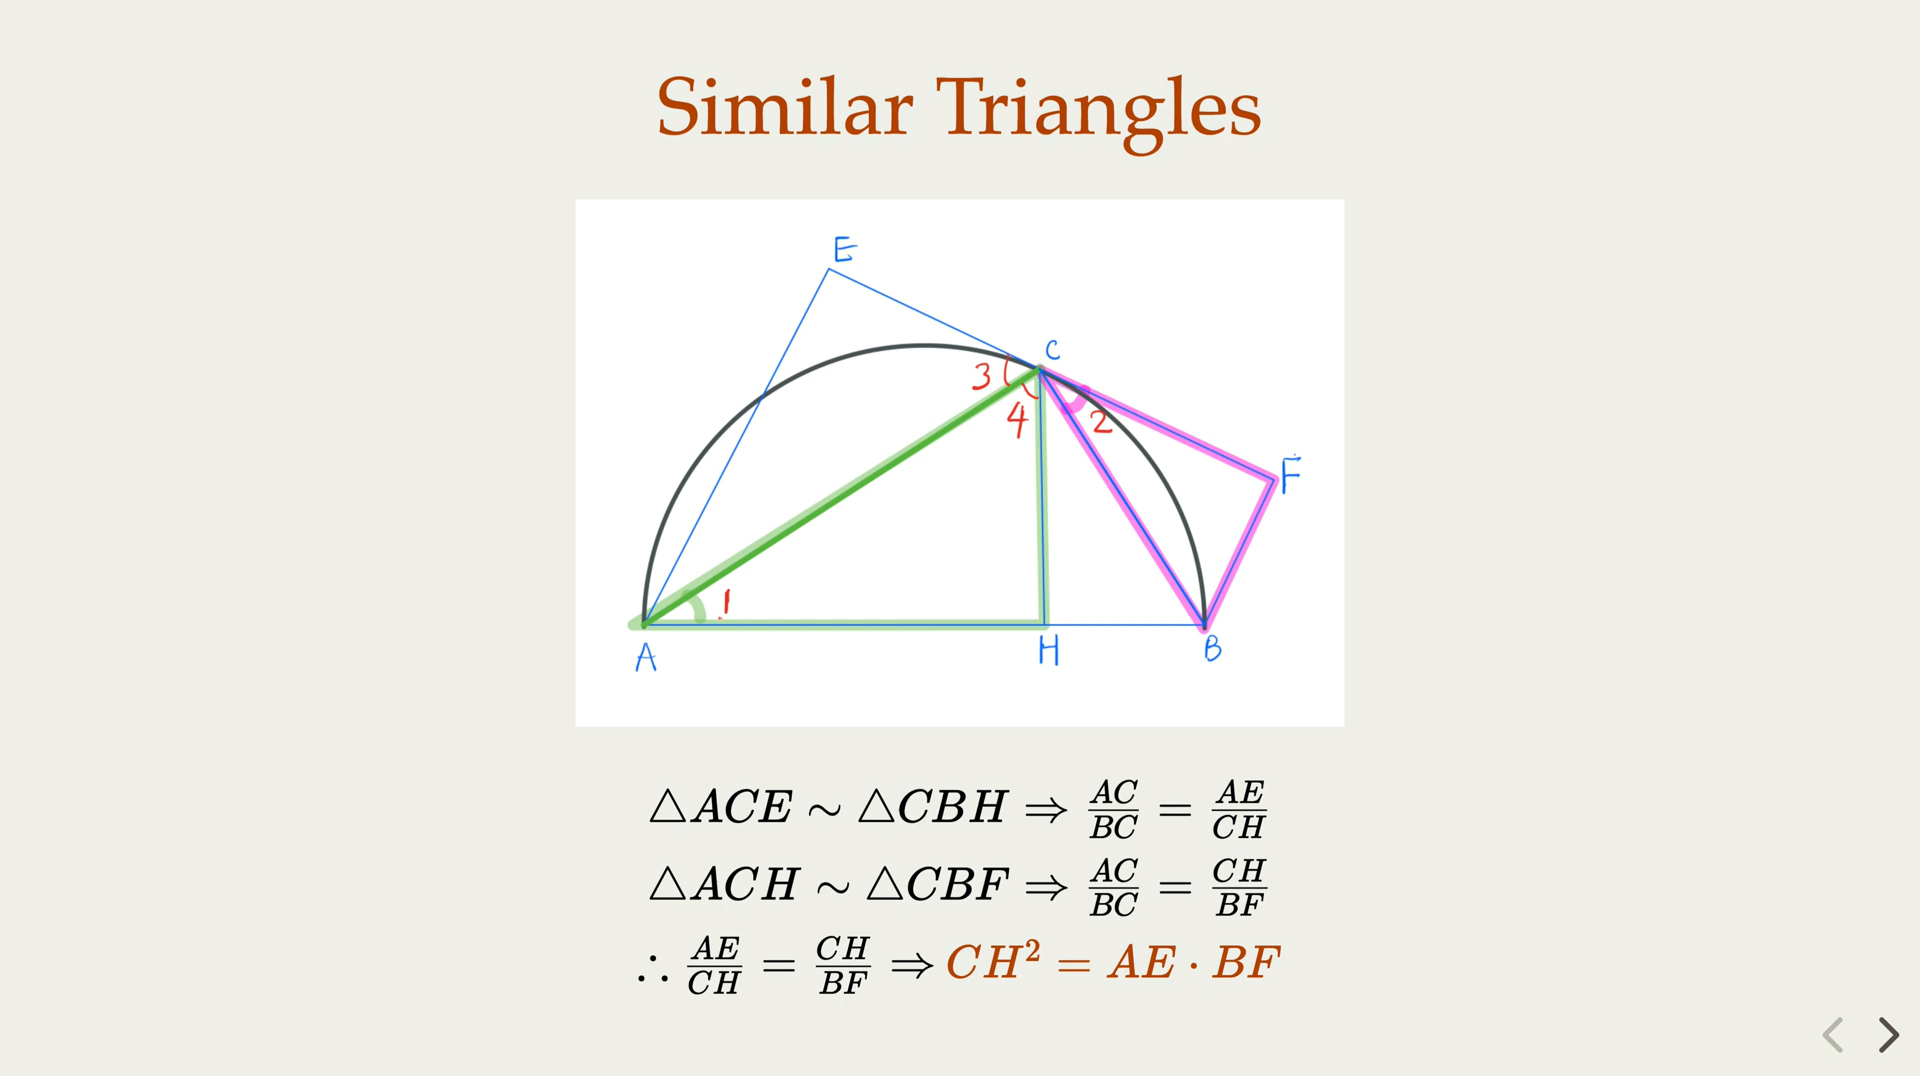 Similar Triangles
E
C
3
4
2
F
1
A
H
B
△ACE ∼ △CBH ⇒ AC/BC = AE/CH
△ACH ∼ △CBF ⇒ AC/BC = CH/BF
∴ AE/CH = CH/BF ⇒ CH² = AE · BF